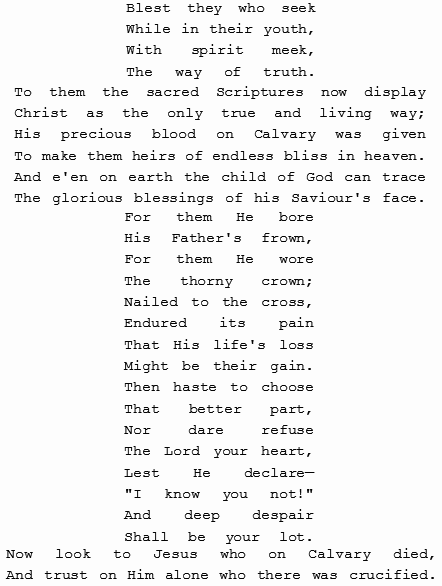 Blest they who seek
While in their youth,
With spirit meek,
The way of truth.
To them the sacred Scriptures now display
Christ as the only true and living way;
His precious blood on Calvary was given
To make them heirs of endless bliss in heaven.
And e'en on earth the child of God can trace
The glorious blessings of his Saviour's face.
For them He bore
His Father's frown,
For them He wore
The thorny crown;
Nailed to the cross,
Endured its pain
That His life's loss
Might be their gain.
Then haste to choose
That better part,
Nor dare refuse
The Lord your heart,
Lest He declare—
"I know you not!"
And deep despair
Shall be your lot.
Now look to Jesus who on Calvary died,
And trust on Him alone who there was crucified.